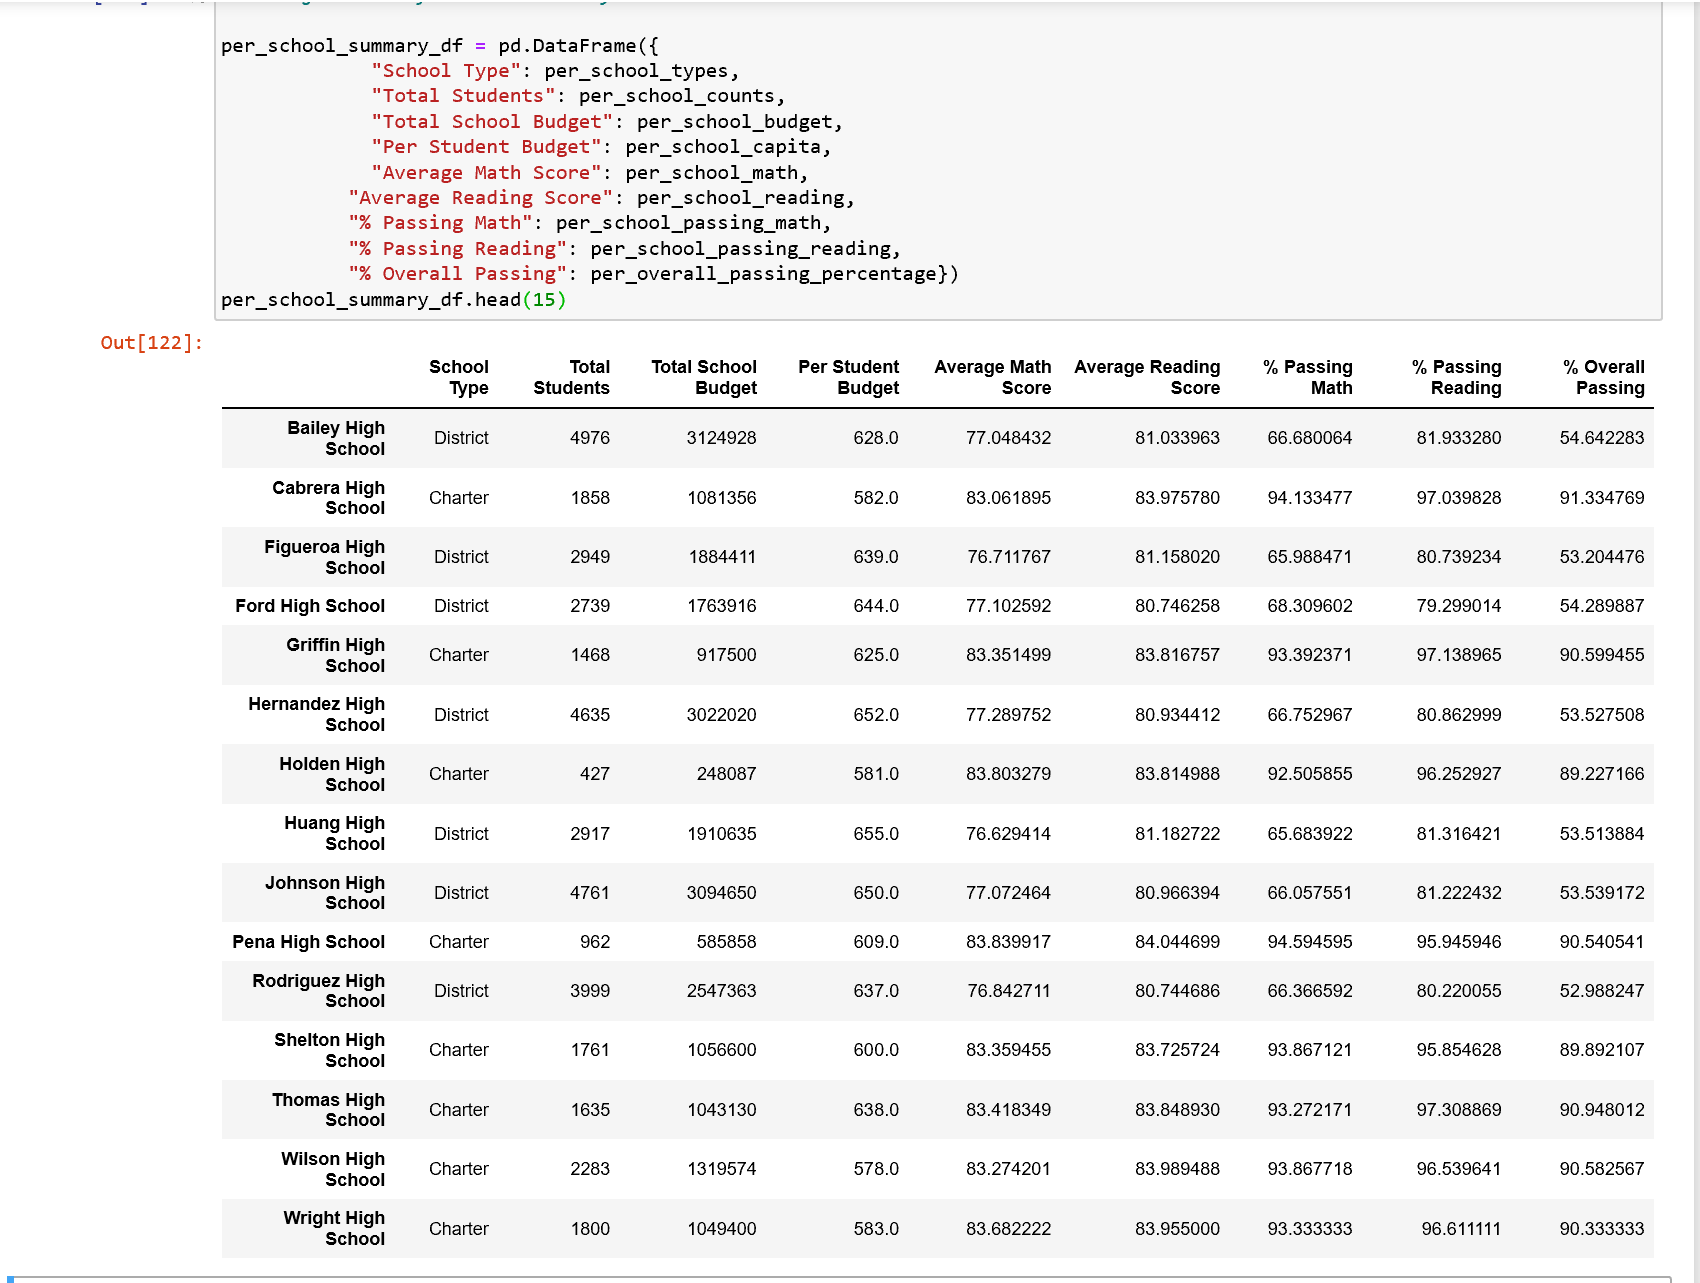 per_school_summary_df = pd.DataFrame({
"School Type": per_school_types,
"Total Students": per_school_counts,
"Total School Budget": per_school_budget,
"Per Student Budget": per_school_capita,
"Average Math Score": per_school_math,
"Average Reading Score": per_school_reading,
"% Passing Math": per_school_passing_math,
"% Passing Reading": per_school_passing_reading,
"% Overall Passing": per_overall_passing_percentage})
per_school_summary_df.head(15)
Out[122]:
School Type Total Students Total School Budget Per Student Budget Average Math Score Average Reading Score % Passing Math % Passing Reading % Overall Passing
Bailey High School District 4976 3124928 628.0 77.048432 81.033963 66.680064 81.933280 54.642283
Cabrera High School Charter 1858 1081356 582.0 83.061895 83.975780 94.133477 97.039828 91.334769
Figueroa High School District 2949 1884411 639.0 76.711767 81.158020 65.988471 80.739234 53.204476
Ford High School District 2739 1763916 644.0 77.102592 80.746258 68.309602 79.299014 54.289887
Griffin High School Charter 1468 917500 625.0 83.351499 83.816757 93.392371 97.138965 90.599455
Hernandez High School District 4635 3022020 652.0 77.289752 80.934412 66.752967 80.862999 53.527508
Holden High School Charter 427 248087 581.0 83.803279 83.814988 92.505855 96.252927 89.227166
Huang High School District 2917 1910635 655.0 76.629414 81.182722 65.683922 81.316421 53.513884
Johnson High School District 4761 3094650 650.0 77.072464 80.966394 66.057551 81.222432 53.539172
Pena High School Charter 962 585858 609.0 83.839917 84.044699 94.594595 95.945946 90.540541
Rodriguez High School District 3999 2547363 637.0 76.842711 80.744686 66.366592 80.220055 52.988247
Shelton High School Charter 1761 1056600 600.0 83.359455 83.725724 93.867121 95.854628 89.892107
Thomas High School Charter 1635 1043130 638.0 83.418349 83.848930 93.272171 97.308869 90.948012
Wilson High School Charter 2283 1319574 578.0 83.274201 83.989488 93.867718 96.539641 90.582567
Wright High School Charter 1800 1049400 583.0 83.682222 83.955000 93.333333 96.611111 90.333333